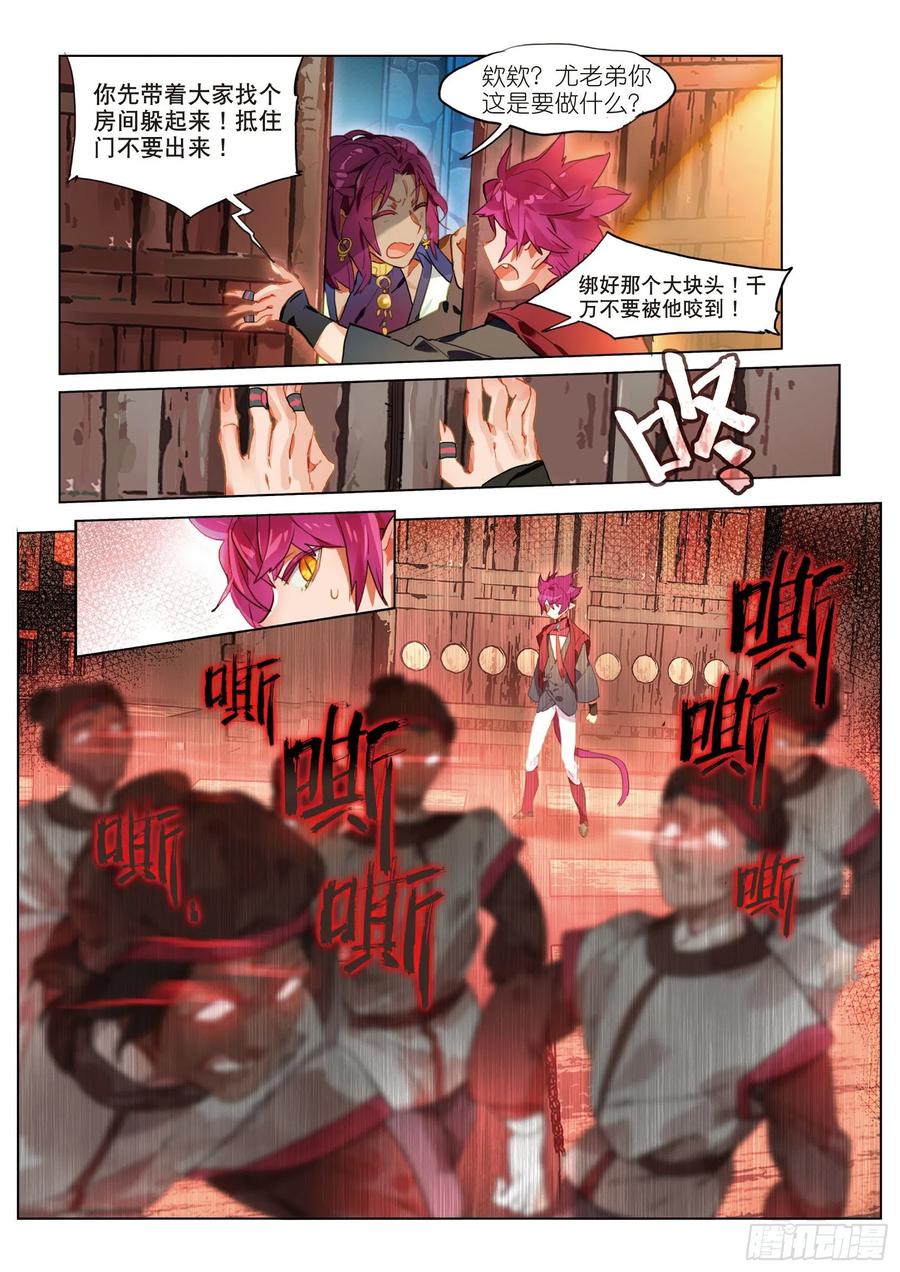 你先带着大家找个
房间躲起来！抵住
门不要出来！
欸欸？尤老弟你
这是要做什么？
绑好那个大块头！千
万不要被他咬到！
咚
嘶
嘶
嘶
嘶
嘶
嘶
嘶
腾讯动漫